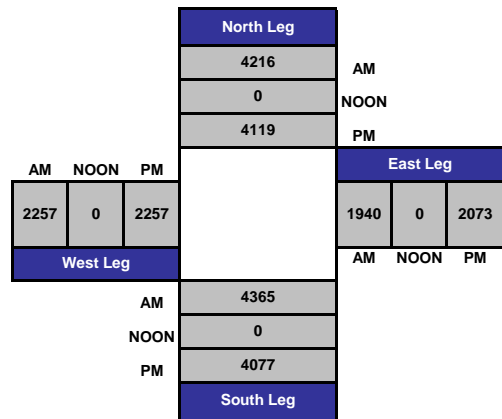 North Leg
4216 AM
0 NOON
4119 PM
AM NOON PM East Leg
2257 0 2257 1940 0 2073
West Leg AM NOON PM
AM 4365
NOON 0
PM 4077
South Leg